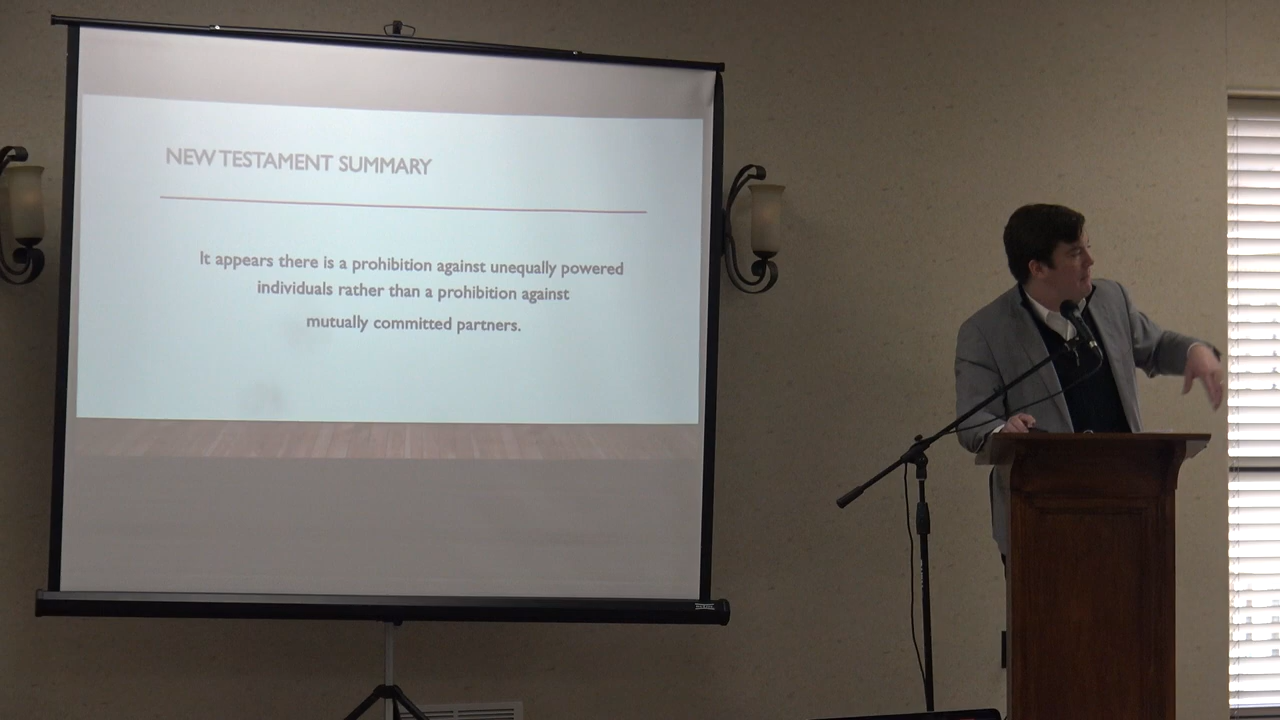 NEW TESTAMENT SUMMARY
It appears there is a prohibition against unequally powered
individuals rather than a prohibition against
mutually committed partners.